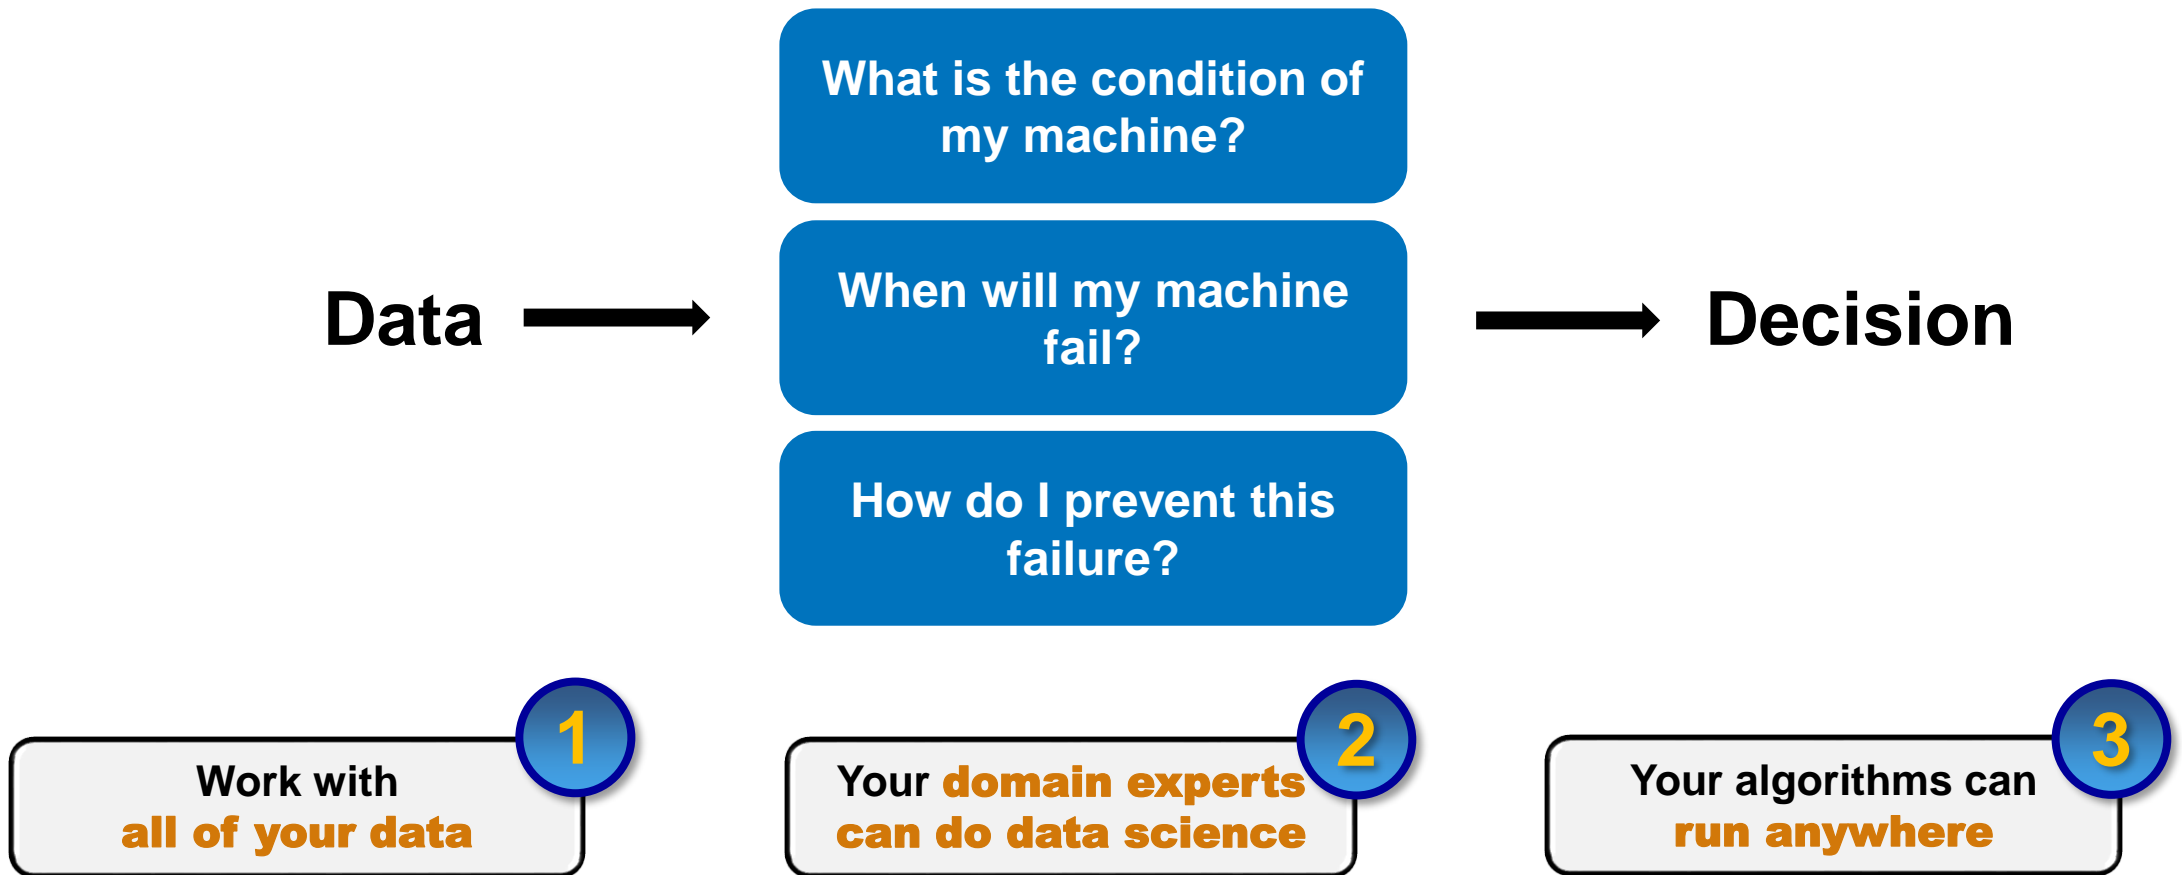 What is the condition of
my machine?
Data
When will my machine
fail?
Decision
How do I prevent this
failure?
1
Work with
all of your data
2
Your domain experts
can do data science
3
Your algorithms can
run anywhere